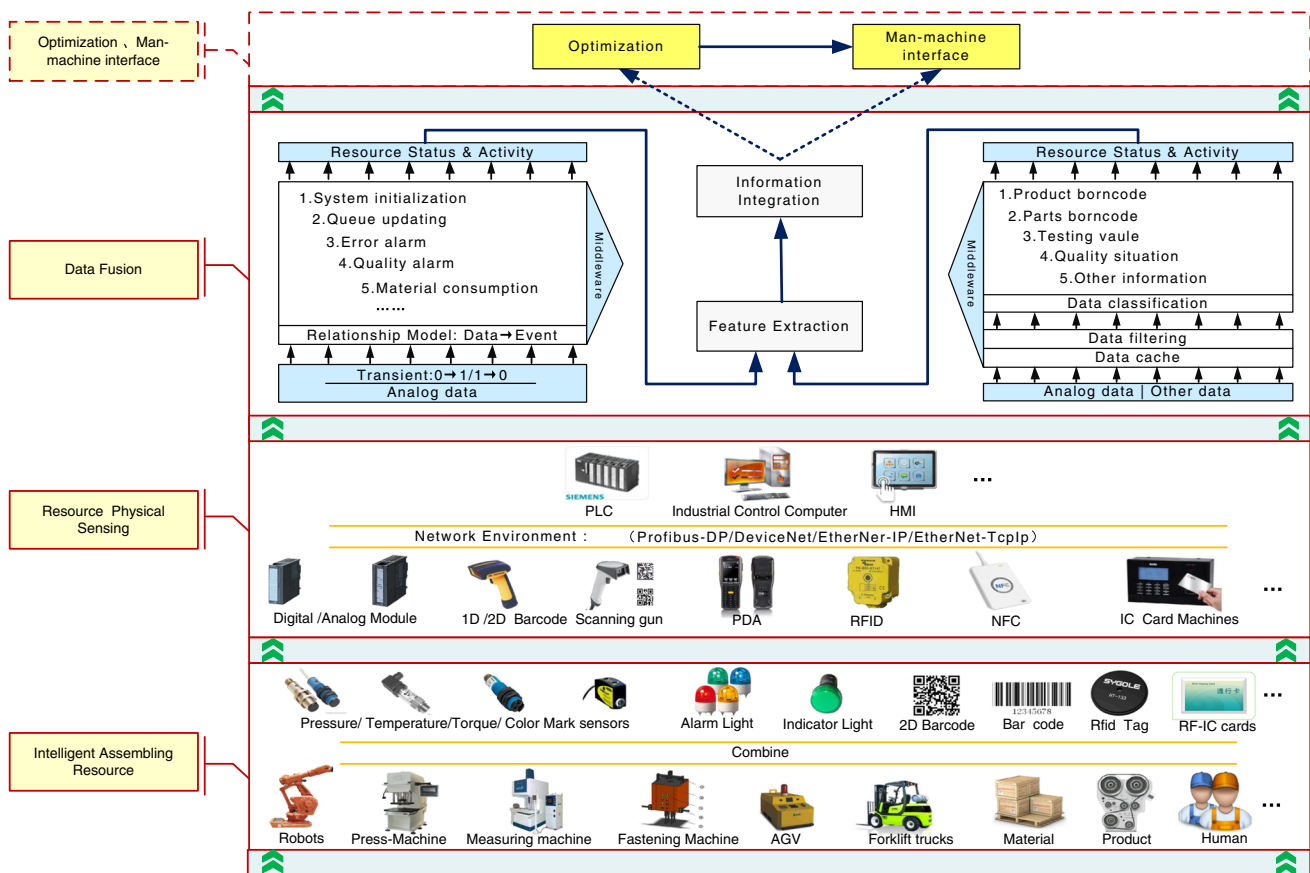 Optimization 、Man-
machine interface
Optimization
Man-machine
interface
Data Fusion
Resource Status & Activity
1.System initialization
2.Queue updating
3.Error alarm
4.Quality alarm
5.Material consumption
……
Relationship Model: Data→Event
Middleware
Transient:0→1/1→0
Analog data
Information
Integration
Feature Extraction
Resource Status & Activity
1.Product borncode
2.Parts borncode
3.Testing vaule
4.Quality situation
5.Other information
Data classification
Data filtering
Data cache
Middleware
Analog data | Other data
Resource Physical
Sensing
SIEMENS
PLC
Industrial Control Computer
HMI
...
Network Environment : （Profibus-DP/DeviceNet/EtherNer-IP/EtherNet-TcpIp）
NFC
Digital /Analog Module
1D /2D Barcode
Scanning gun
PDA
RFID
NFC
IC Card Machines
...
Intelligent Assembling
Resource
12345678
SYGOLE
通行卡
Pressure/ Temperature/Torque/ Color Mark sensors
Alarm Light
Indicator Light
2D Barcode
Bar code
Rfid Tag
RF-IC cards
...
Combine
Robots
Press-Machine
Measuring machine
Fastening Machine
AGV
Forklift trucks
Material
Product
Human
...